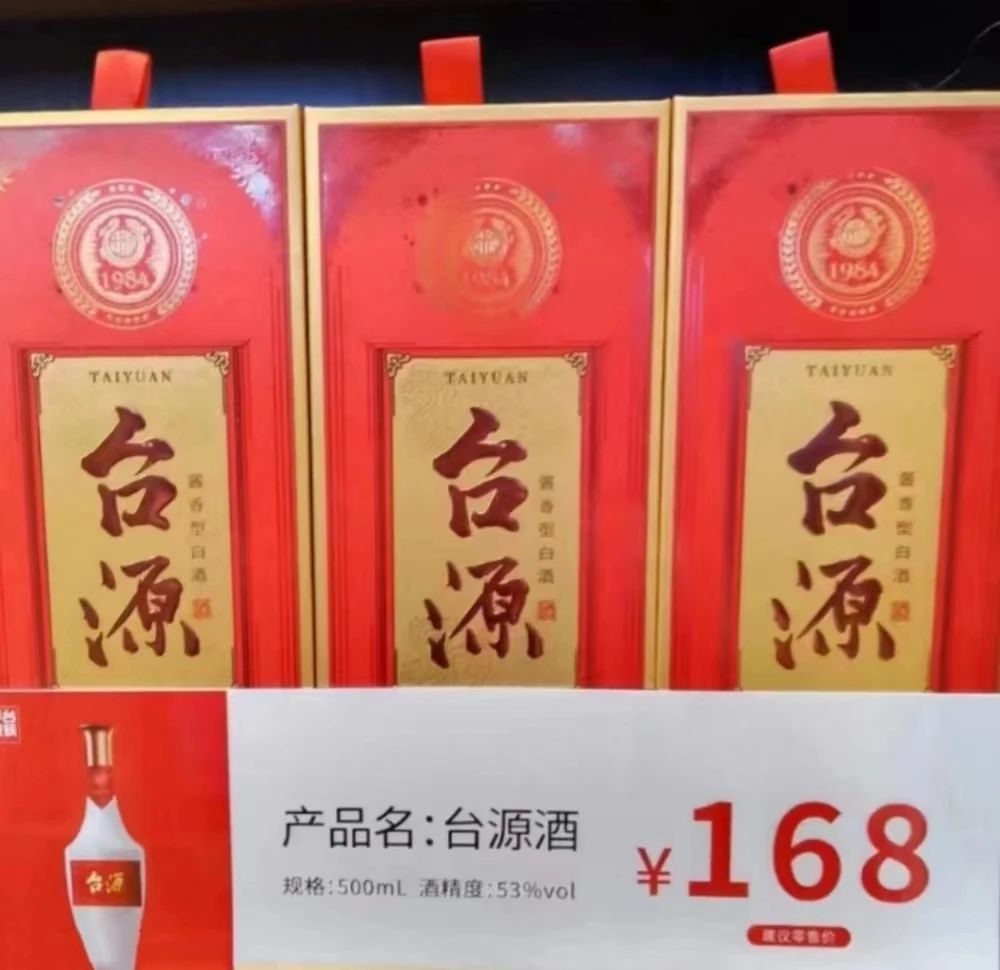 1984
1984
1984
TAIYUAN
台源
酱香型白酒
TAIYUAN
台源
酱香型白酒
TAIYUAN
台源
酱香型白酒
台源
产品名:台源酒
规格:500mL 酒精度:53%vol
¥168
建议零售价